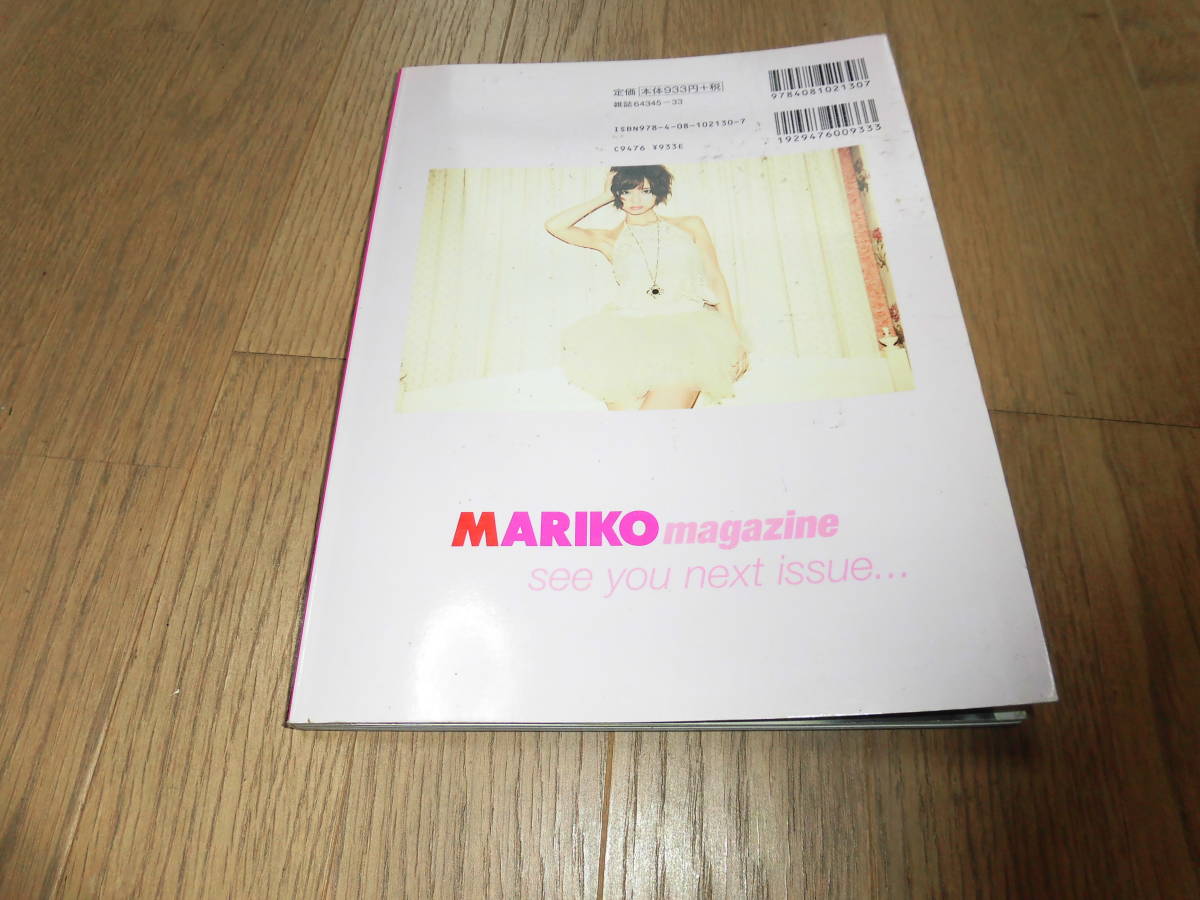 9784081021307
定価 本体933円+税
雑誌64345-33
ISBN978-4-08-102130-7
1929476009333
C9476 ¥933E
MARIKO magazine
see you next issue...